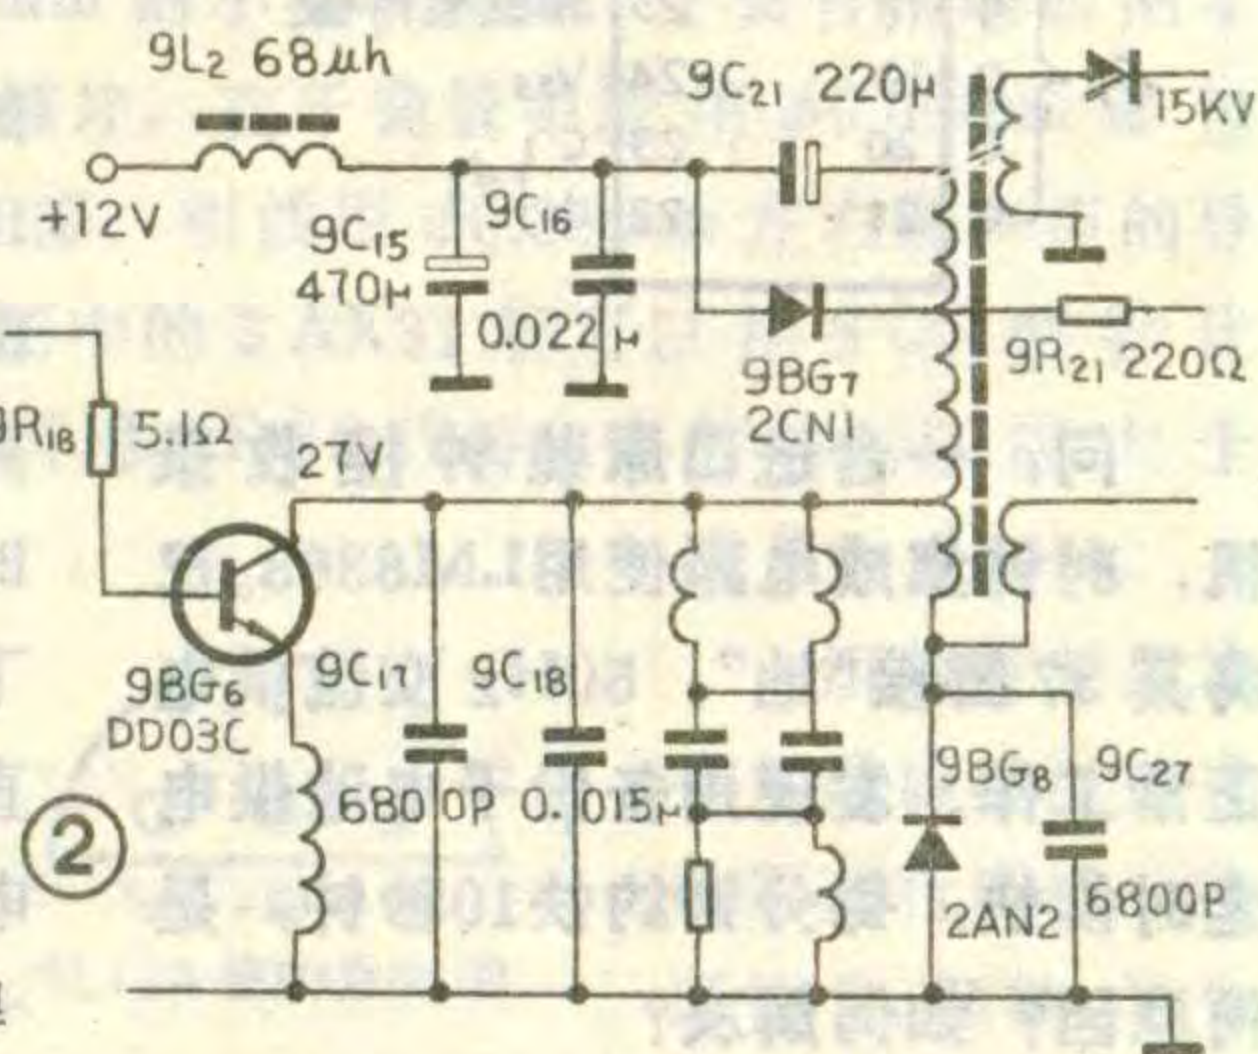 9L₂ 68μh
9C₂₁ 220μ
15KV
+12V
9C₁₅
470μ
9C₁₆
0.022μ
9BG₇
2CN1
9R₂₁ 220Ω
9R₁₈ 5.1Ω
27V
9BG₆
DD03C
9C₁₇
6800P
9C₁₈
0.015μ
9BG₈
2AN2
9C₂₇
6800P
②